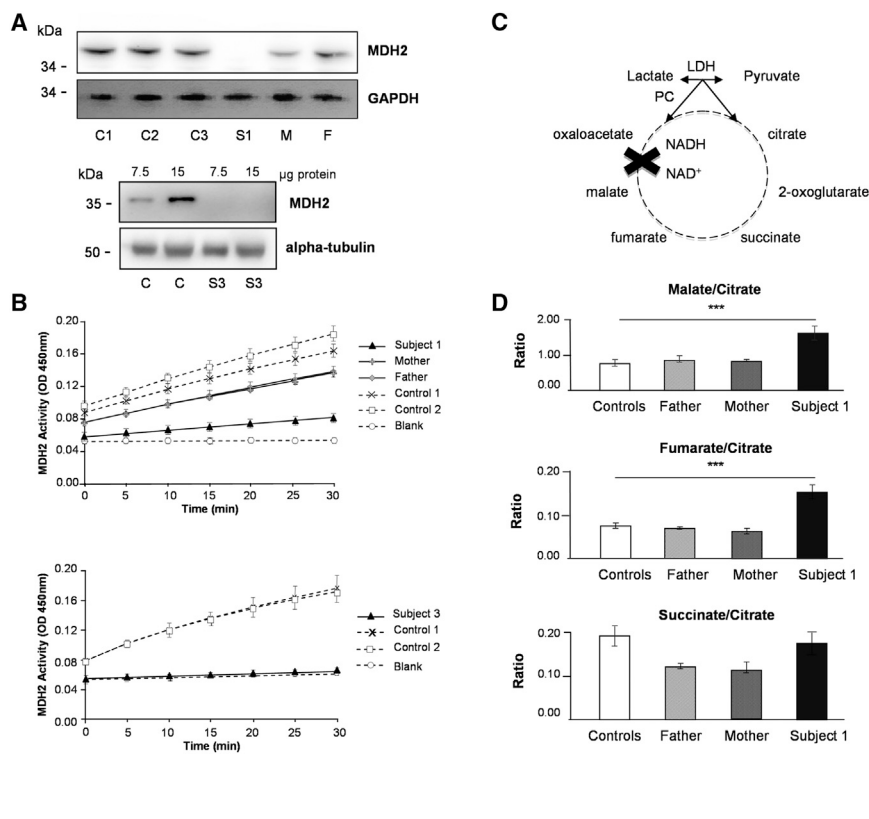 A
kDa
34 -
MDH2
34 -
GAPDH
C1 C2 C3 S1 M F
kDa 7.5 15 7.5 15 µg protein
35 -
MDH2
50 -
alpha-tubulin
C C S3 S3
B
MDH2 Activity (OD 450nm)
0.20
0.16
0.12
0.08
0.04
0.00
0 5 10 15 20 25 30
Time (min)
Subject 1
Mother
Father
Control 1
Control 2
Blank
MDH2 Activity (OD 450nm)
0.20
0.16
0.12
0.08
0.04
0.00
0 5 10 15 20 25 30
Time (min)
Subject 3
Control 1
Control 2
Blank
C
LDH
Lactate Pyruvate
PC
oxaloacetate NADH citrate
NAD⁺
malate 2-oxoglutarate
fumarate succinate
D
Malate/Citrate
***
Ratio
2.00
1.00
0.00
Controls Father Mother Subject 1
Fumarate/Citrate
***
Ratio
0.20
0.10
0.00
Controls Father Mother Subject 1
Succinate/Citrate
Ratio
0.20
0.10
0.00
Controls Father Mother Subject 1